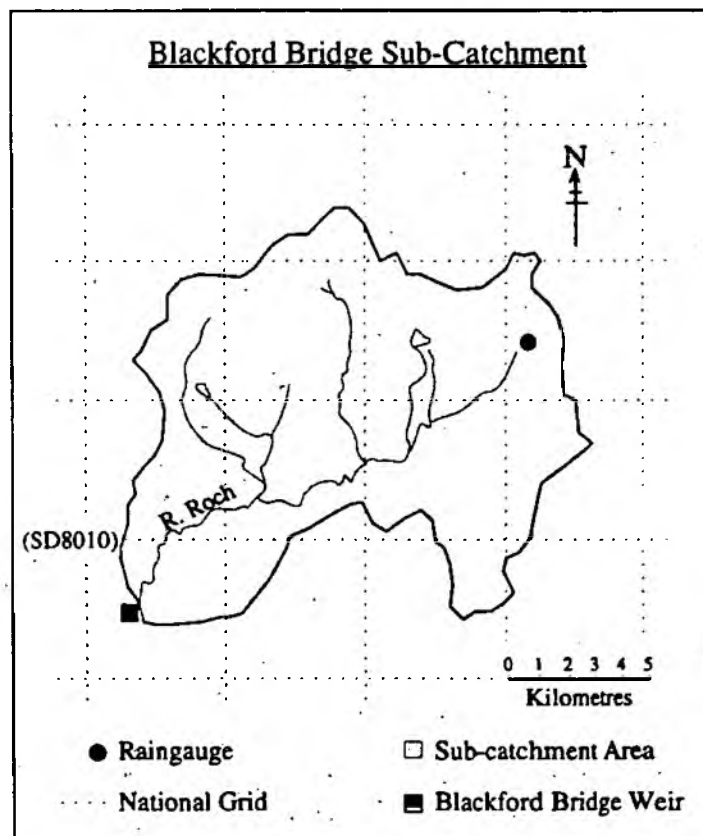 Blackford Bridge Sub-Catchment
N
R. Roch
(SD8010)
0 1 2 3 4 5
Kilometres
Raingauge
Sub-catchment Area
National Grid
Blackford Bridge Weir